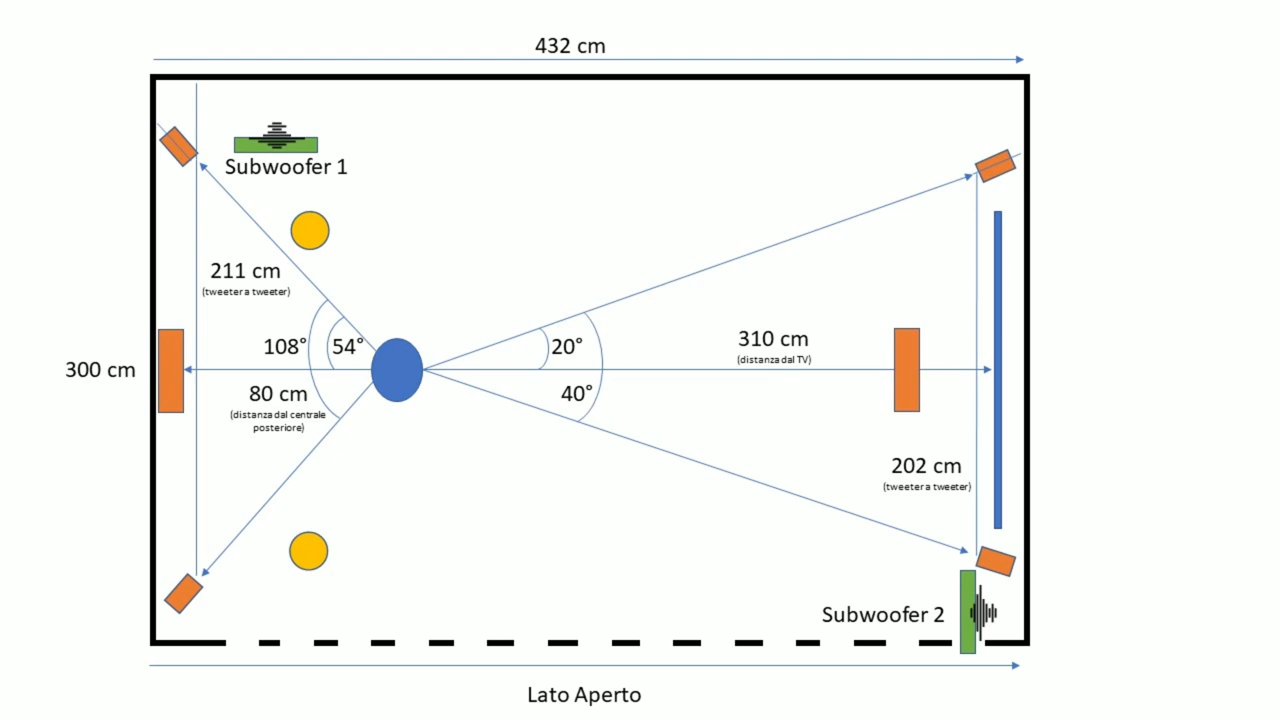 432 cm
Subwoofer 1
211 cm
(tweeter a tweeter)
108°
54°
20°
310 cm
(distanza dal TV)
300 cm
80 cm
(distanza dal centrale
posteriore)
40°
202 cm
(tweeter a tweeter)
Subwoofer 2
Lato Aperto